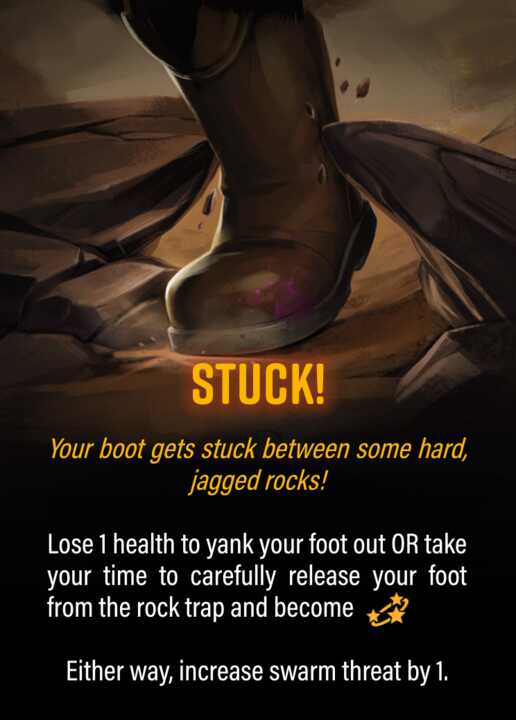 STUCK!
Your boot gets stuck between some hard,
jagged rocks!
Lose 1 health to yank your foot out OR take
your time to carefully release your foot
from the rock trap and become
Either way, increase swarm threat by 1.